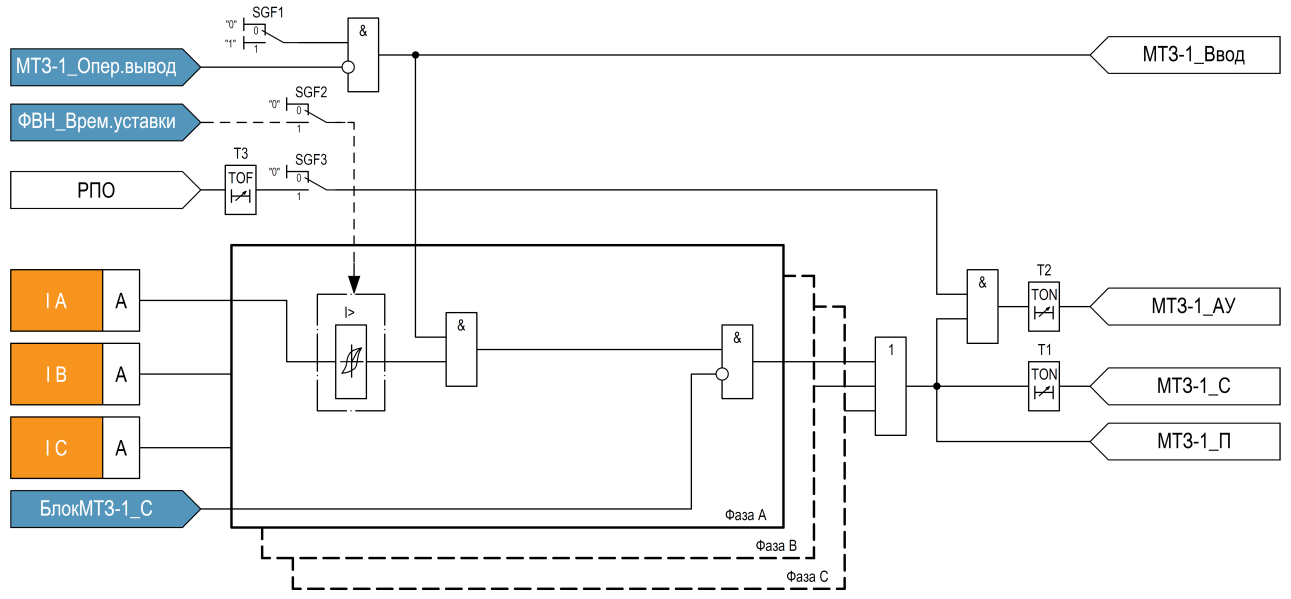 SGF1
"0"
0
"1"
1
&
МТЗ-1_Опер.вывод
МТЗ-1_Ввод
SGF2
"0"
0
1
ФВН_Врем.уставки
T3
TOF
SGF3
"0"
0
1
РПО
I A
A
I B
A
I C
A
I>
&
&
1
&
T2
TON
МТЗ-1_АУ
T1
TON
МТЗ-1_С
МТЗ-1_П
БлокМТЗ-1_С
Фаза А
Фаза В
Фаза С